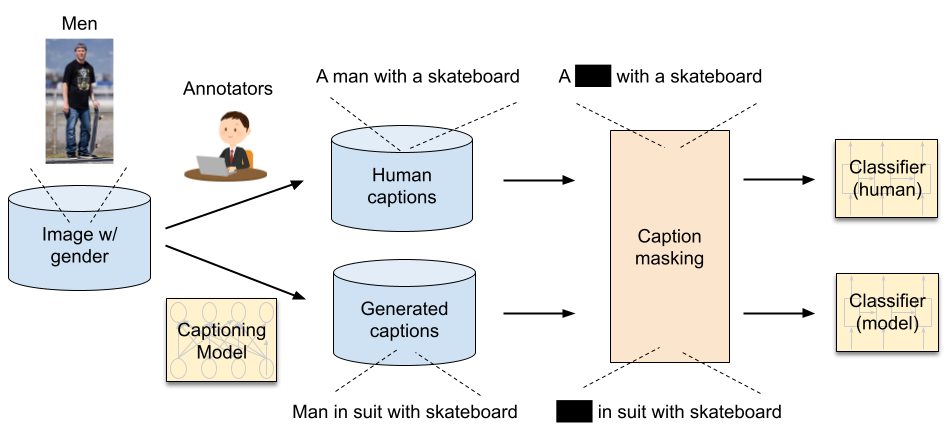 Men
Annotators
A man with a skateboard
A with a skateboard
Image w/
gender
Human
captions
Caption
masking
Classifier
(human)
Captioning
Model
Generated
captions
Classifier
(model)
Man in suit with skateboard
in suit with skateboard